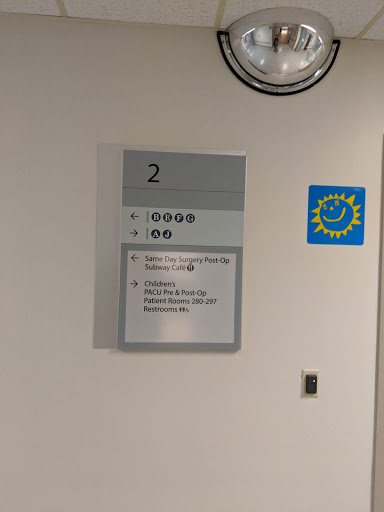 2
← B E F G
→ A J
← Same Day Surgery Post-Op
Subway Café
→ Children's
PACU Pre & Post-Op
Patient Rooms 280-297
Restrooms